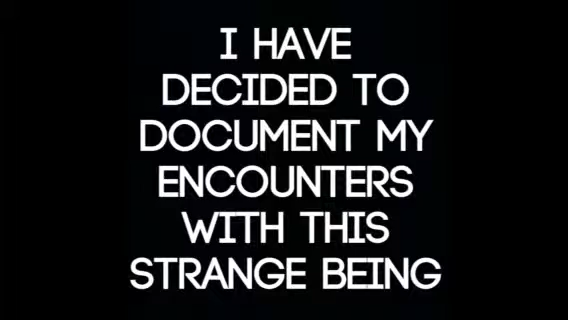 I HAVE
DECIDED TO
DOCUMENT MY
ENCOUNTERS
WITH THIS
STRANGE BEING